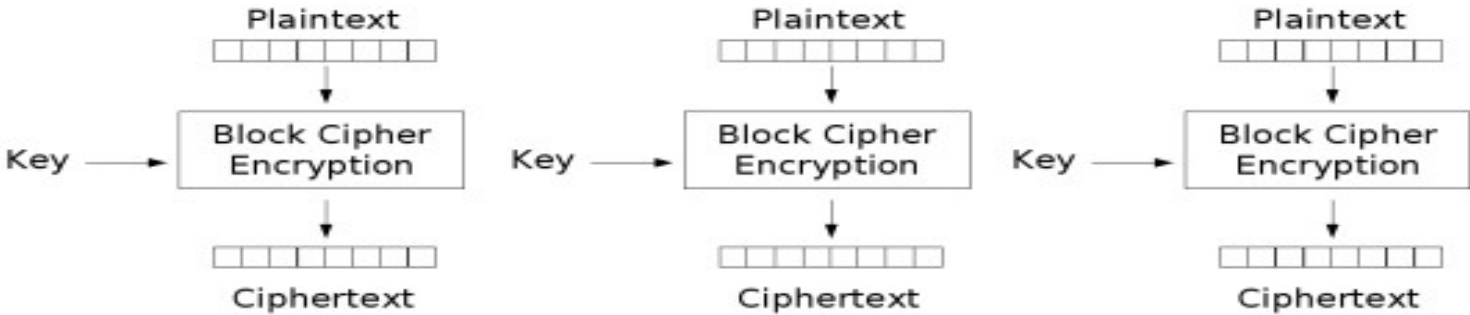 Plaintext
Plaintext
Plaintext
Key
Block Cipher
Encryption
Key
Block Cipher
Encryption
Key
Block Cipher
Encryption
Ciphertext
Ciphertext
Ciphertext